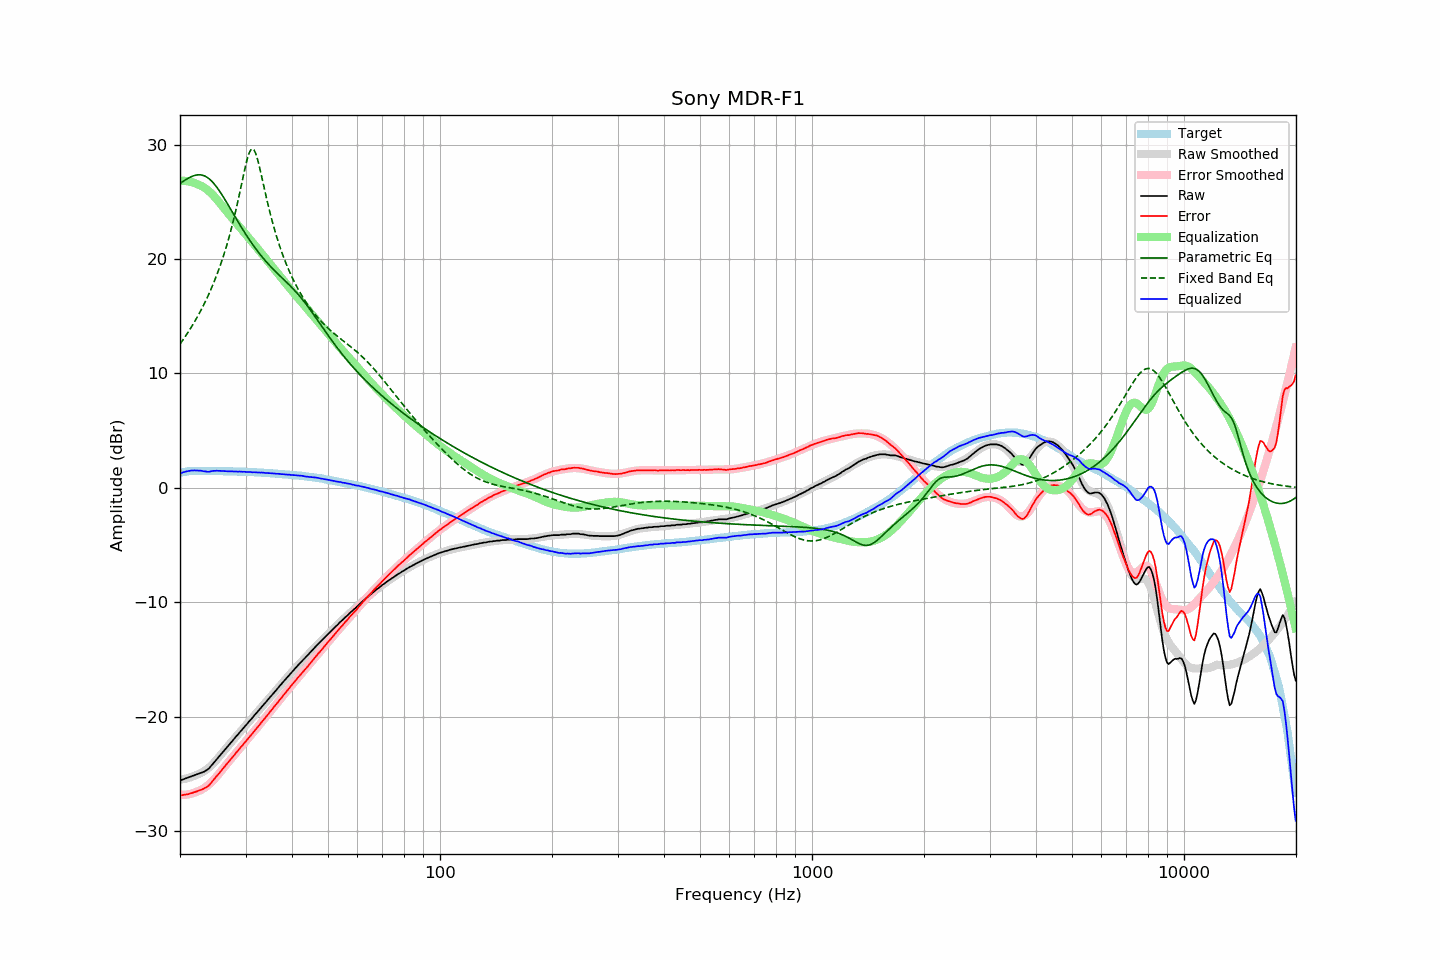 Sony MDR-F1
Target
Raw Smoothed
Error Smoothed
Raw
Error
Equalization
Parametric Eq
Fixed Band Eq
Equalized
30
20
10
0
−10
−20
−30
Amplitude (dBr)
100
1000
10000
Frequency (Hz)